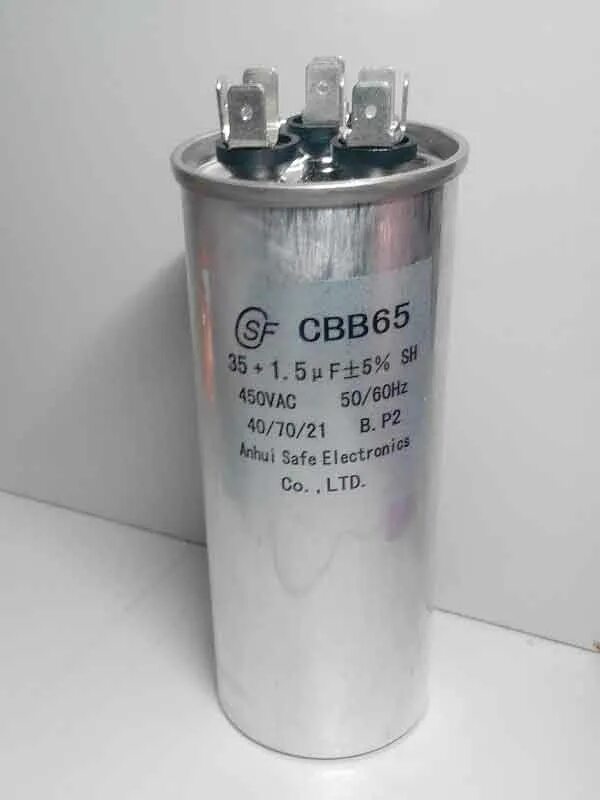 SF CBB65
35+1.5μF±5% SH
450VAC 50/60Hz
40/70/21 B.P2
Anhui Safe Electronics
Co.,LTD.